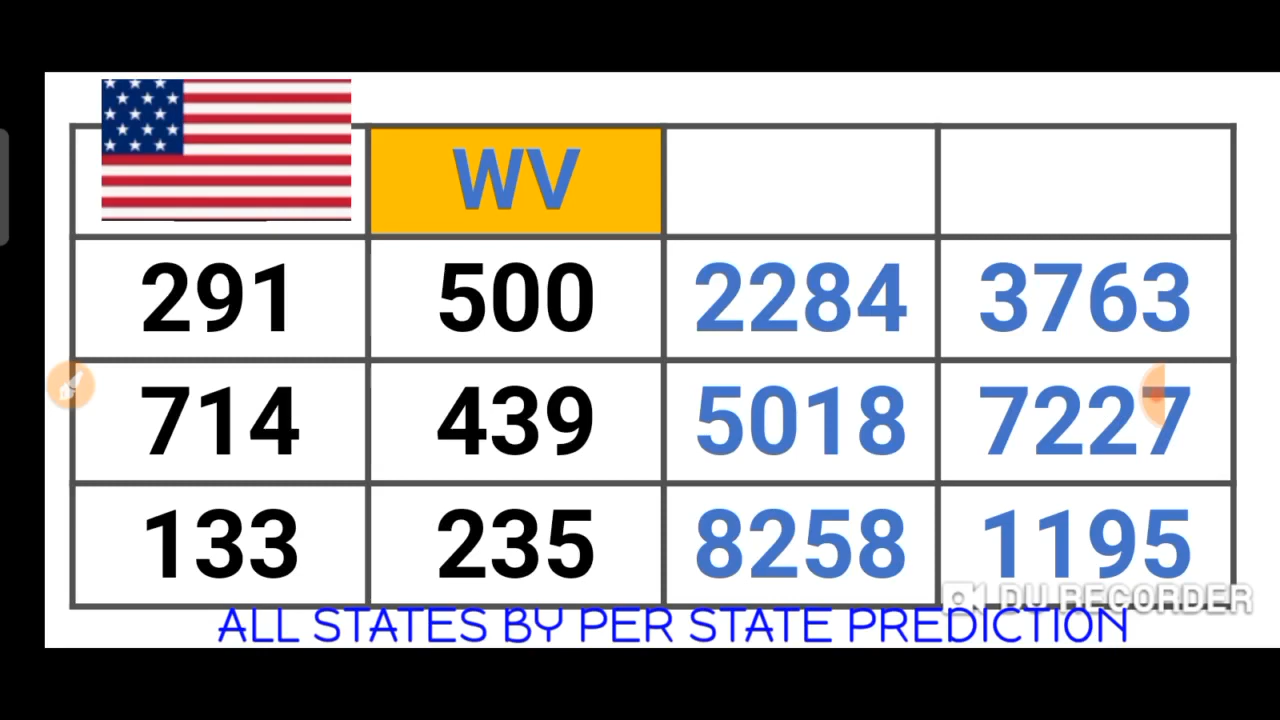 WV
291 500 2284 3763
714 439 5018 7227
133 235 8258 1195
DU RECORDER
ALL STATES BY PER STATE PREDICTION